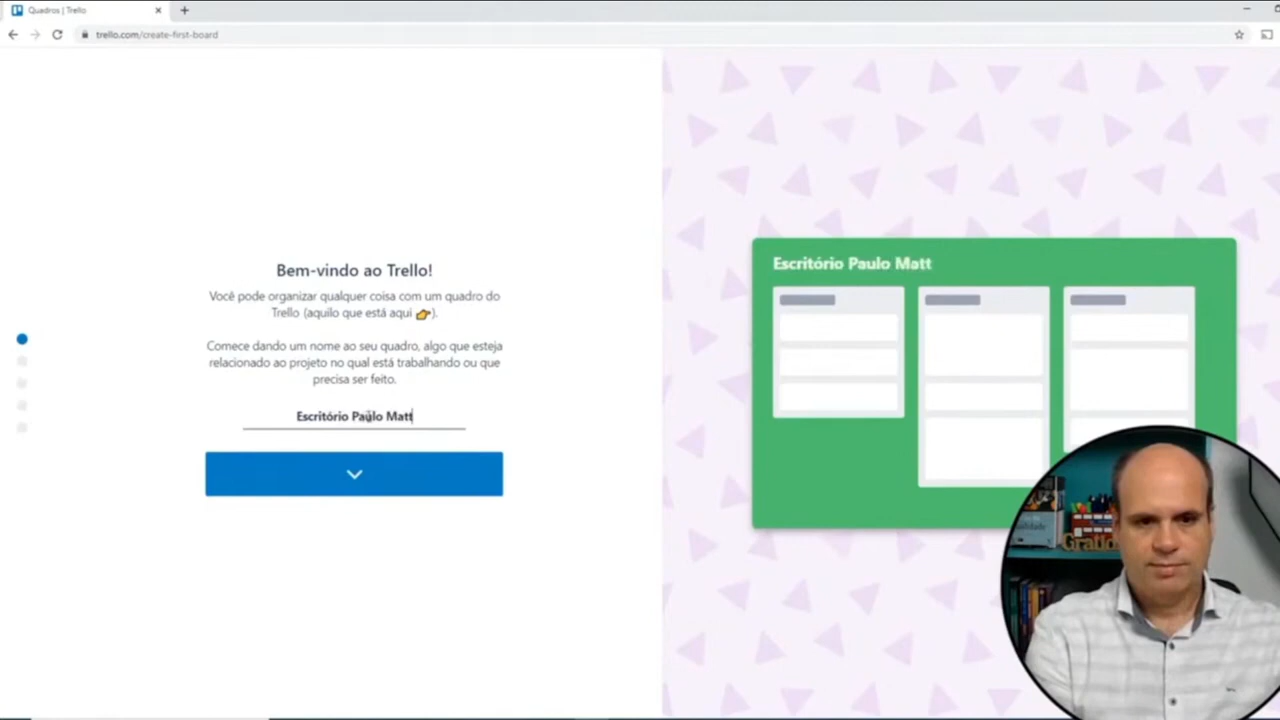 Quadros | Trello
trello.com/create-first-board
Bem-vindo ao Trello!
Você pode organizar qualquer coisa com um quadro do
Trello (aquilo que está aqui 👉).
Comece dando um nome ao seu quadro, algo que esteja
relacionado ao projeto no qual está trabalhando ou que
precisa ser feito.
Escritório Paulo Matt
Escritório Paulo Matt